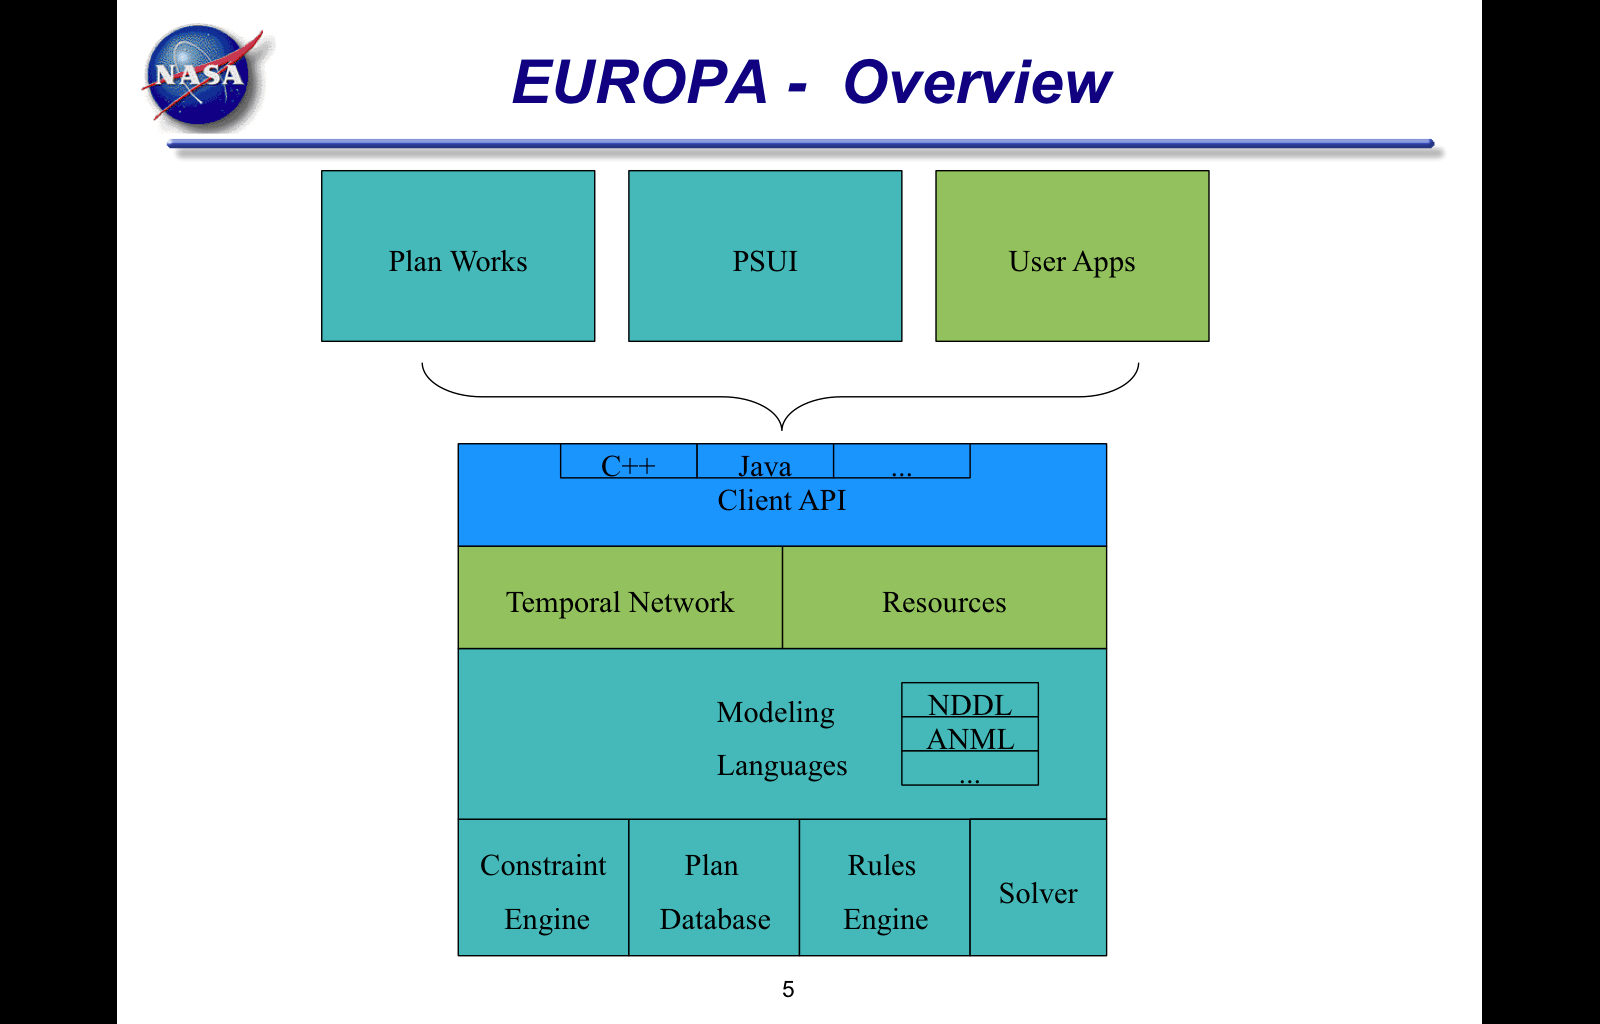 NASA
EUROPA - Overview
Plan Works
PSUI
User Apps
C++
Java
...
Client API
Temporal Network
Resources
Modeling
Languages
NDDL
ANML
...
Constraint
Engine
Plan
Database
Rules
Engine
Solver
5